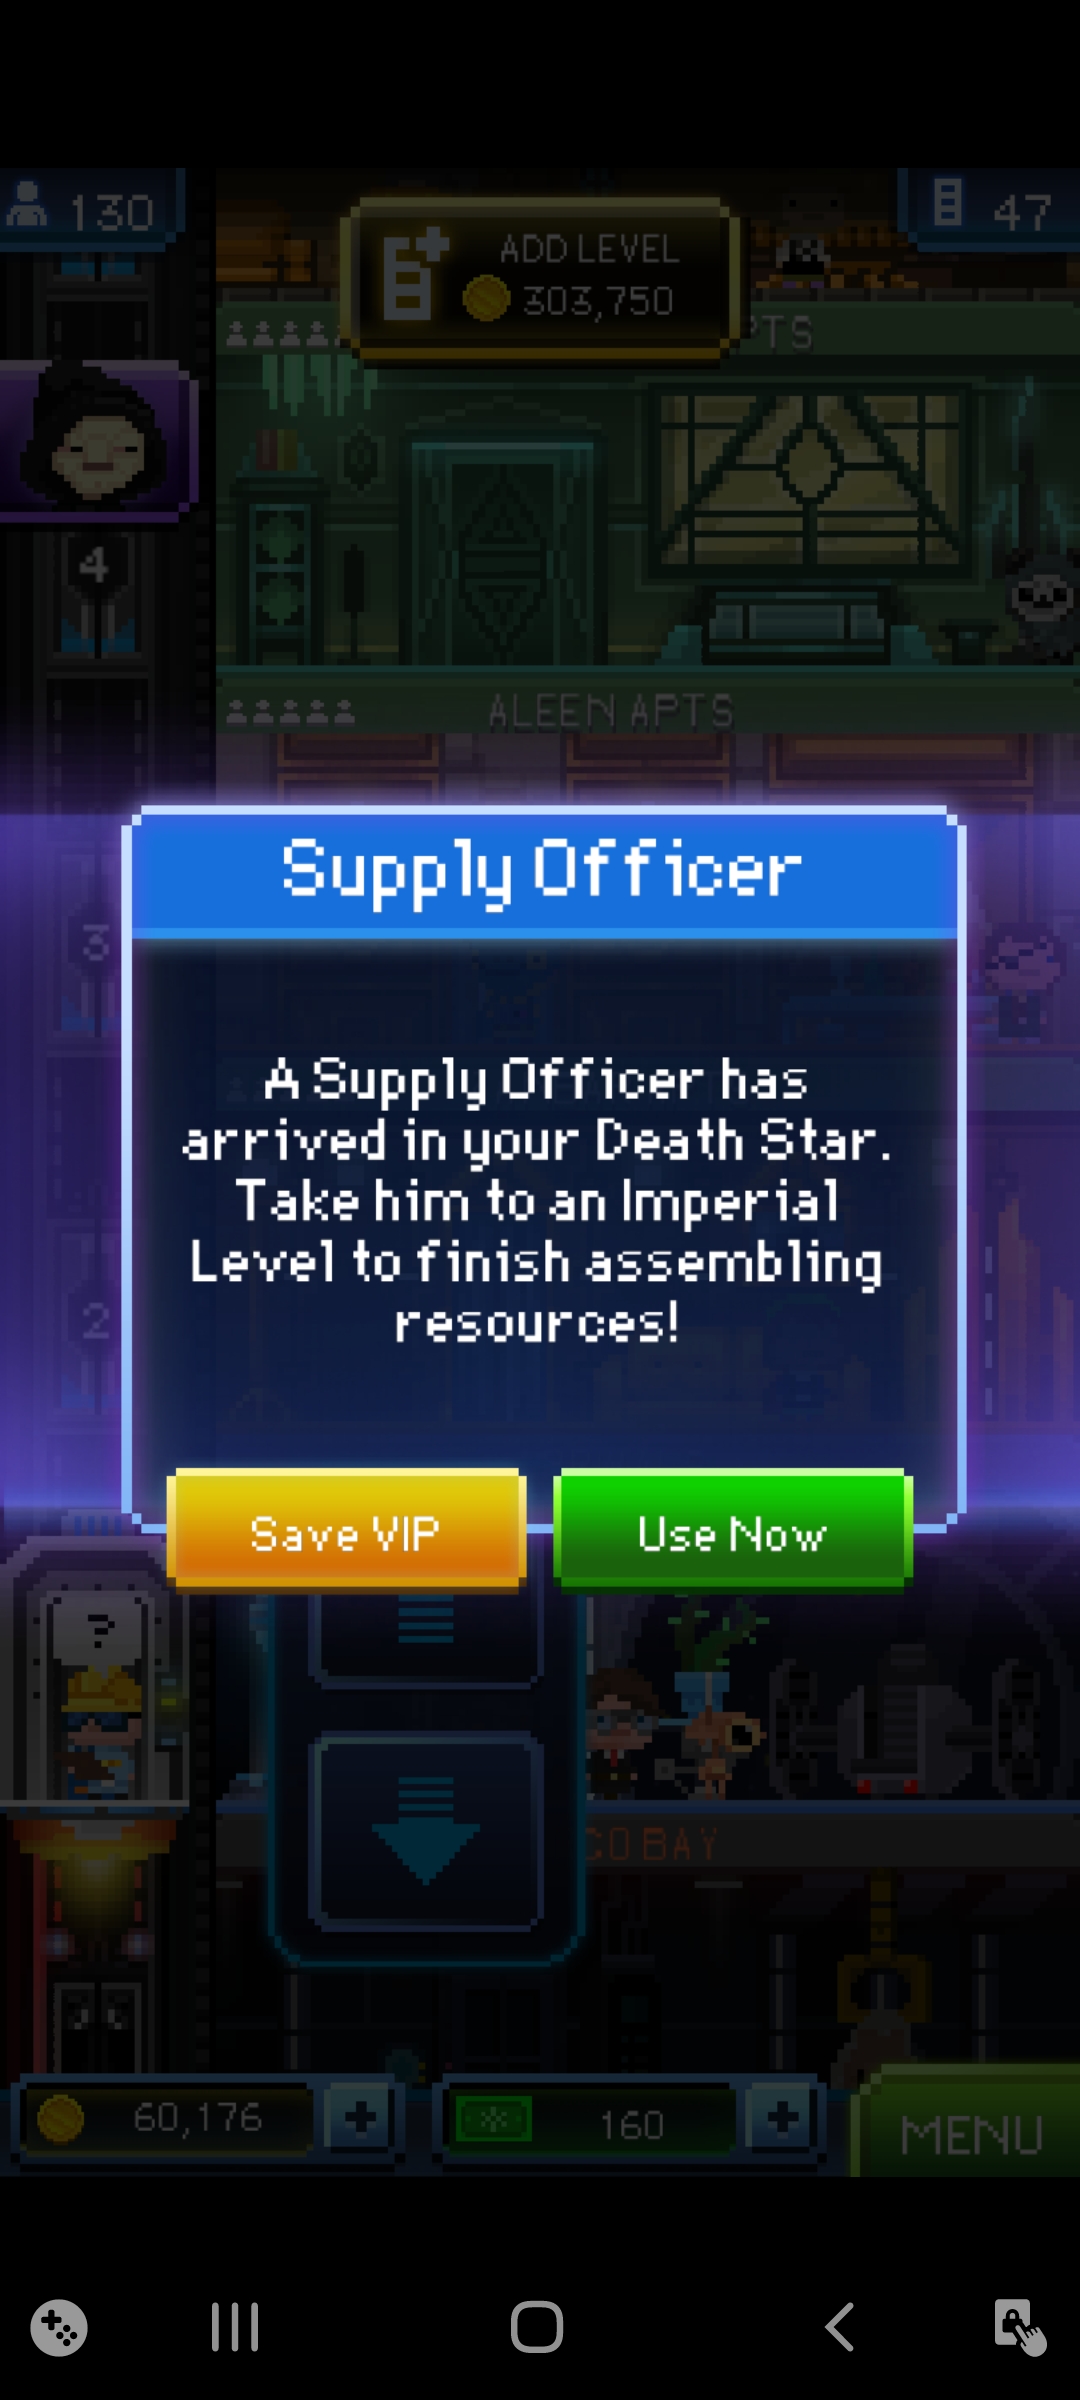 130
47
ADD LEVEL
303,750
PTS
4
ALEEN APTS
Supply Officer
3
A Supply Officer has
arrived in your Death Star.
Take him to an Imperial
Level to finish assembling
resources!
2
Save VIP
Use Now
?
CO BAY
60,176
160
MENU